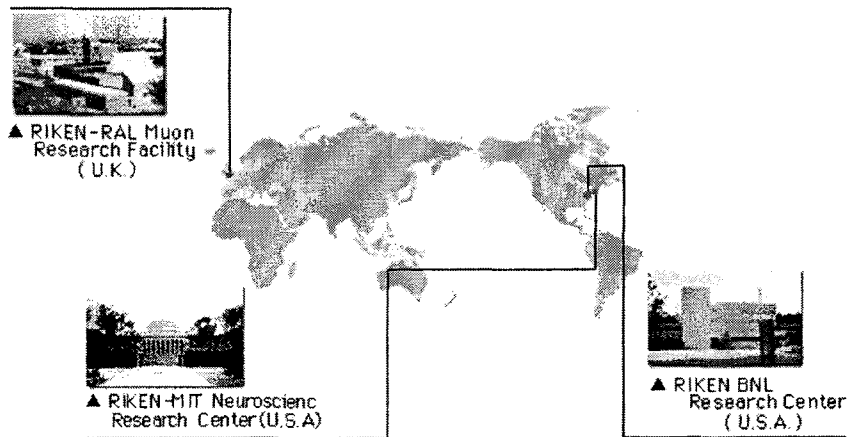 ▲ RIKEN-RAL Muon
Research Facility
(U.K.)
▲ RIKEN-MIT Neuroscienc
Research Center (U.S.A)
▲ RIKEN BNL
Research Center
(U.S.A.)